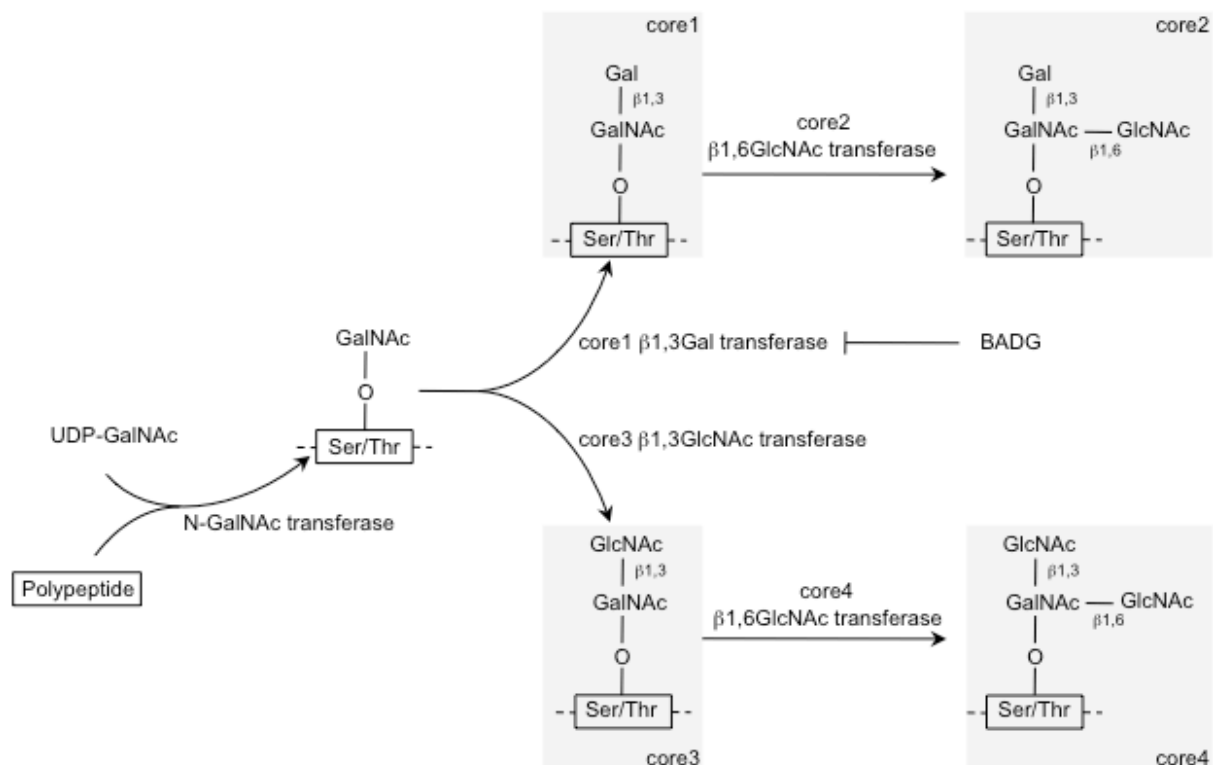 core1
Gal
β1,3
GalNAc
O
Ser/Thr
core2
β1,6GlcNAc transferase
core2
Gal
β1,3
GalNAc
GlcNAc
β1,6
O
Ser/Thr
GalNAc
O
Ser/Thr
core1 β1,3Gal transferase
BADG
UDP-GalNAc
core3 β1,3GlcNAc transferase
N-GalNAc transferase
Polypeptide
GlcNAc
β1,3
GalNAc
O
Ser/Thr
core3
core4
β1,6GlcNAc transferase
GlcNAc
β1,3
GalNAc
GlcNAc
β1,6
O
Ser/Thr
core4